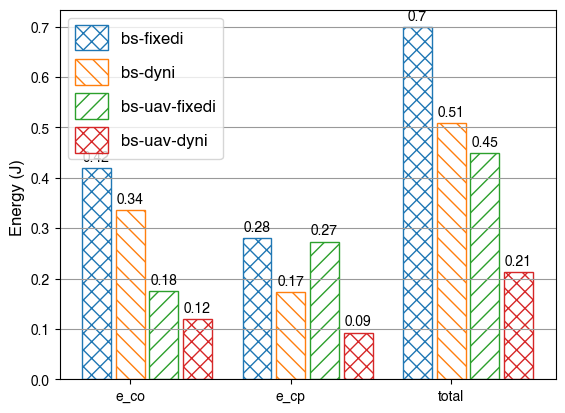 bs-fixedi
bs-dyni
bs-uav-fixedi
bs-uav-dyni
Energy (J)
0.7
0.6
0.5
0.4
0.3
0.2
0.1
0.0
0.42
0.34
0.18
0.12
0.28
0.17
0.27
0.09
0.7
0.51
0.45
0.21
e_co
e_cp
total